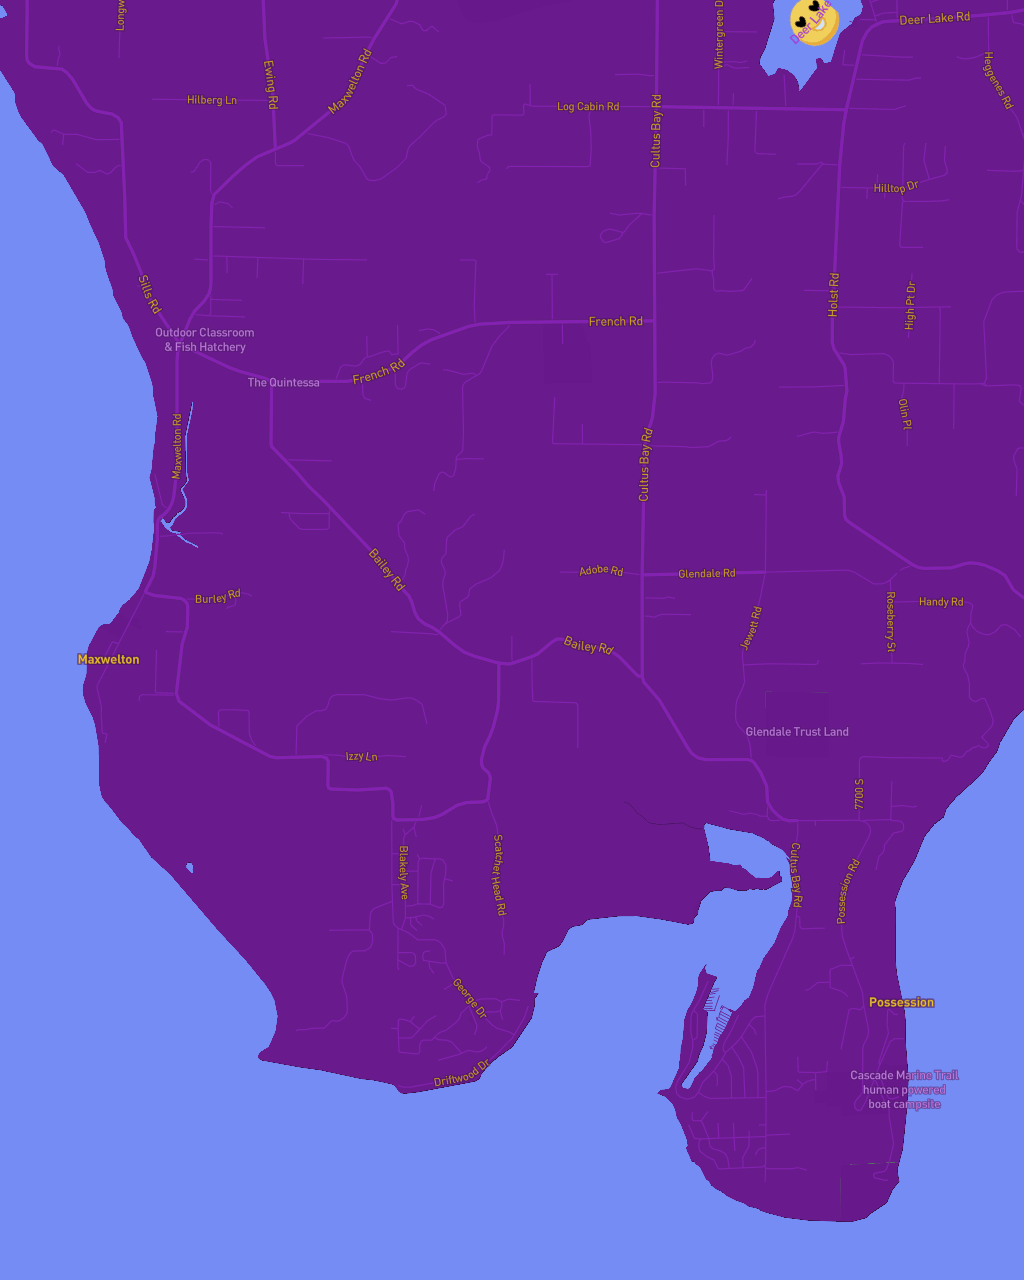 Longw
Wintergreen D
Deer Lake
Deer Lake Rd
Heggenes Rd
Ewing Rd
Maxwelton Rd
Hilberg Ln
Log Cabin Rd
Cultus Bay Rd
Hilltop Dr
Sills Rd
Holst Rd
High Pt Dr
Outdoor Classroom
& Fish Hatchery
French Rd
The Quintessa
French Rd
Olin Pl
Maxwelton Rd
Cultus Bay Rd
Bailey Rd
Adobe Rd
Glendale Rd
Burley Rd
Handy Rd
Roseberry St
Jewett Rd
Bailey Rd
Maxwelton
Glendale Trust Land
Izzy Ln
7700 S
Blakely Ave
Scatchet Head Rd
Cultus Bay Rd
Possession Rd
George Dr
Possession
Driftwood Dr
Cascade Marine Trail
human powered
boat campsite